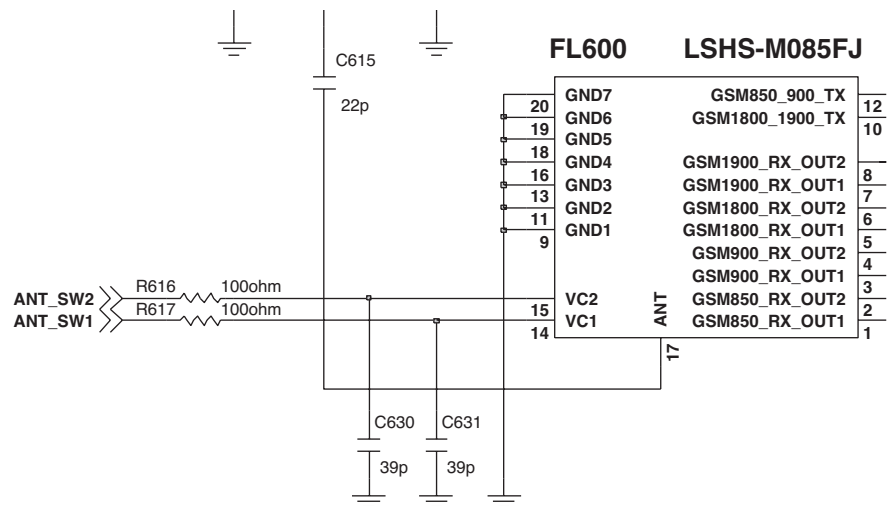 C615
22p
FL600 LSHS-M085FJ
GND7 GSM850_900_TX
20 12
GND6 GSM1800_1900_TX
19 10
GND5
18
GND4 GSM1900_RX_OUT2
16 8
GND3 GSM1900_RX_OUT1
13 7
GND2 GSM1800_RX_OUT2
11 6
GND1 GSM1800_RX_OUT1
9 5
GSM900_RX_OUT2
4
GSM900_RX_OUT1
3
R616 100ohm
ANT_SW2 VC2 GSM850_RX_OUT2
R617 100ohm 15 2
ANT_SW1 VC1 GSM850_RX_OUT1
14 1
ANT
17
C630 C631
39p 39p